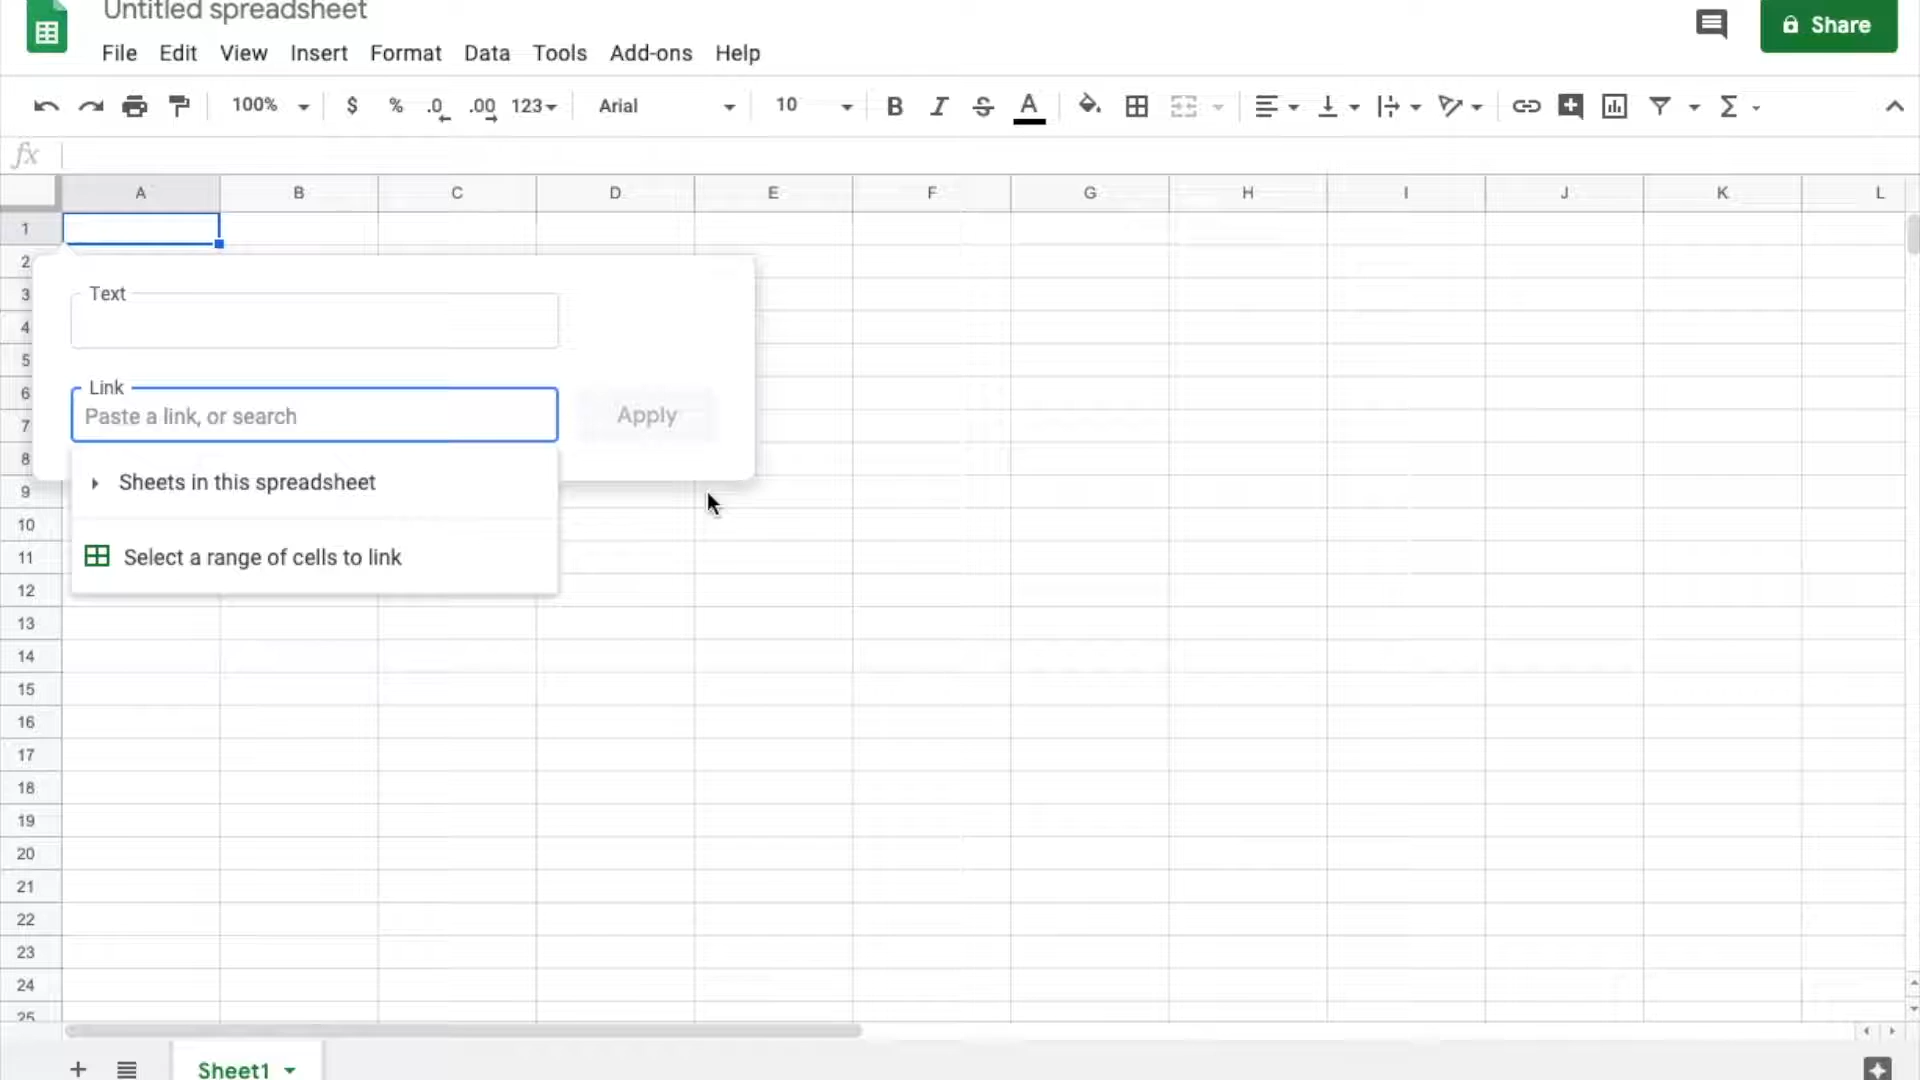 Untitled spreadsheet
Share
File Edit View Insert Format Data Tools Add-ons Help
100% $ % .0 .00 123 Arial 10 B I S A Σ
fx
A B C D E F G H I J K L
1
2
Text
3
4
5
Link
6
Paste a link, or search Apply
7
8
Sheets in this spreadsheet
9
10
11 Select a range of cells to link
12
13
14
15
16
17
18
19
20
21
22
23
24
25
Sheet1